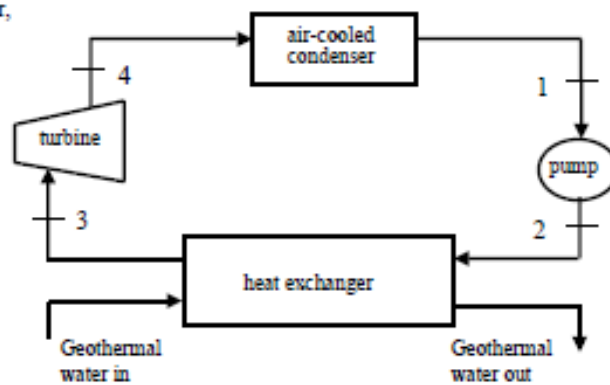 r,
air-cooled
condenser
4
1
turbine
pump
3
2
heat exchanger
Geothermal
water in
Geothermal
water out